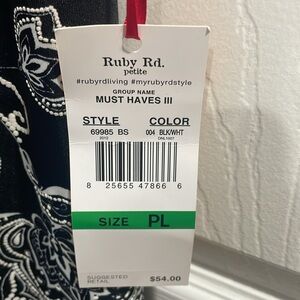 Ruby Rd.
petite
#rubyrdliving #myrubyrdstyle
GROUP NAME
MUST HAVES III
STYLE COLOR
69985 BS 004 BLK/WHT
2012
8 25655 47866 6
SIZE PL
SUGGESTED
RETAIL
$54.00